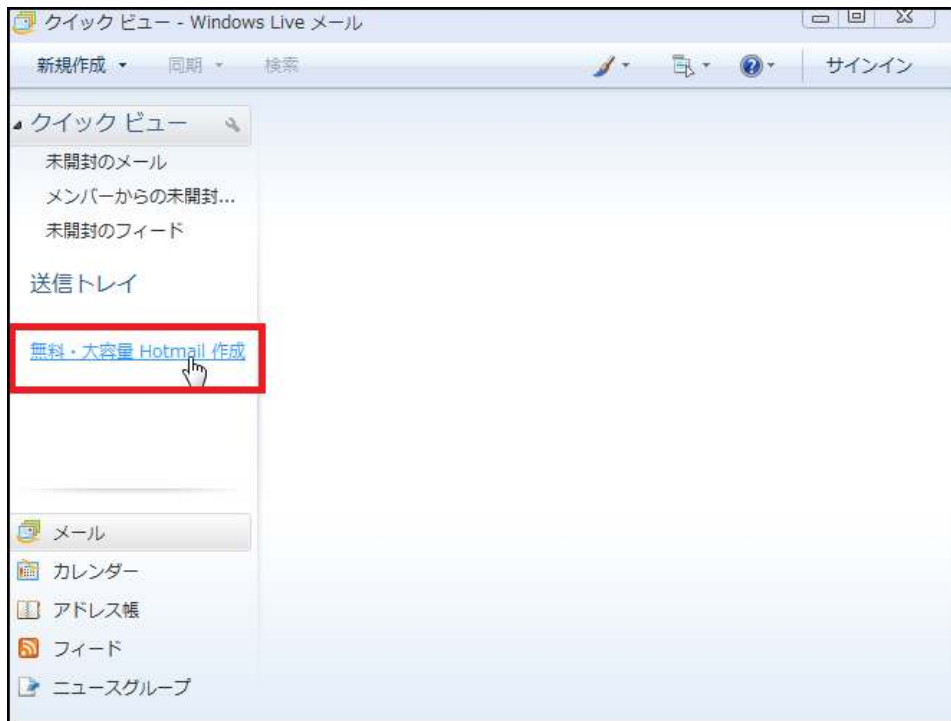 クイック ビュー - Windows Live メール
新規作成 同期 検索 サインイン
クイック ビュー
未開封のメール
メンバーからの未開封...
未開封のフィード
送信トレイ
無料・大容量 Hotmail 作成
メール
カレンダー
アドレス帳
フィード
ニュースグループ